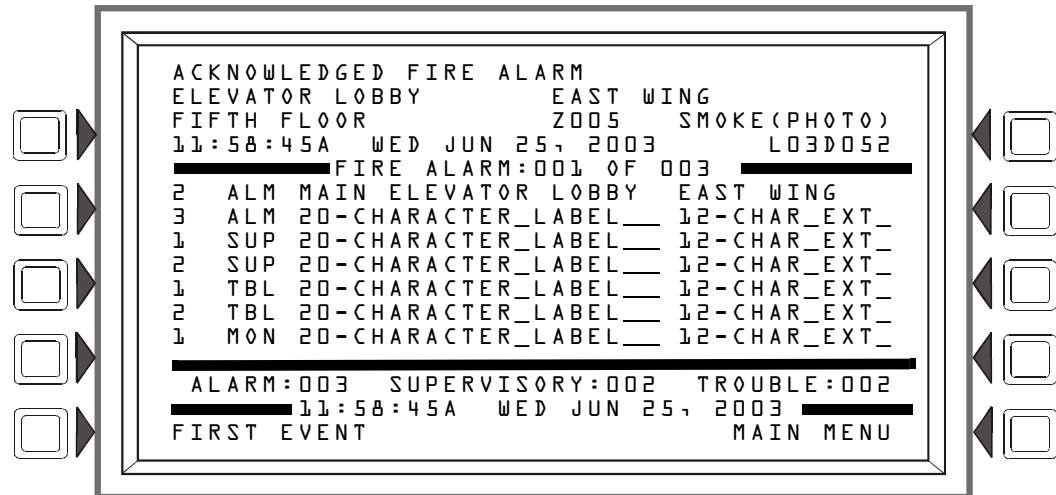 ACKNOWLEDGED FIRE ALARM
ELEVATOR LOBBY EAST WING
FIFTH FLOOR Z005 SMOKE(PHOTO)
11:58:45A WED JUN 25, 2003 L03D052
FIRE ALARM:001 OF 003
2 ALM MAIN ELEVATOR LOBBY EAST WING
3 ALM 20-CHARACTER_LABEL___ 12-CHAR_EXT_
1 SUP 20-CHARACTER_LABEL___ 12-CHAR_EXT_
2 SUP 20-CHARACTER_LABEL___ 12-CHAR_EXT_
1 TBL 20-CHARACTER_LABEL___ 12-CHAR_EXT_
2 TBL 20-CHARACTER_LABEL___ 12-CHAR_EXT_
1 MON 20-CHARACTER_LABEL___ 12-CHAR_EXT_
ALARM:003 SUPERVISORY:002 TROUBLE:002
11:58:45A WED JUN 25, 2003
FIRST EVENT MAIN MENU